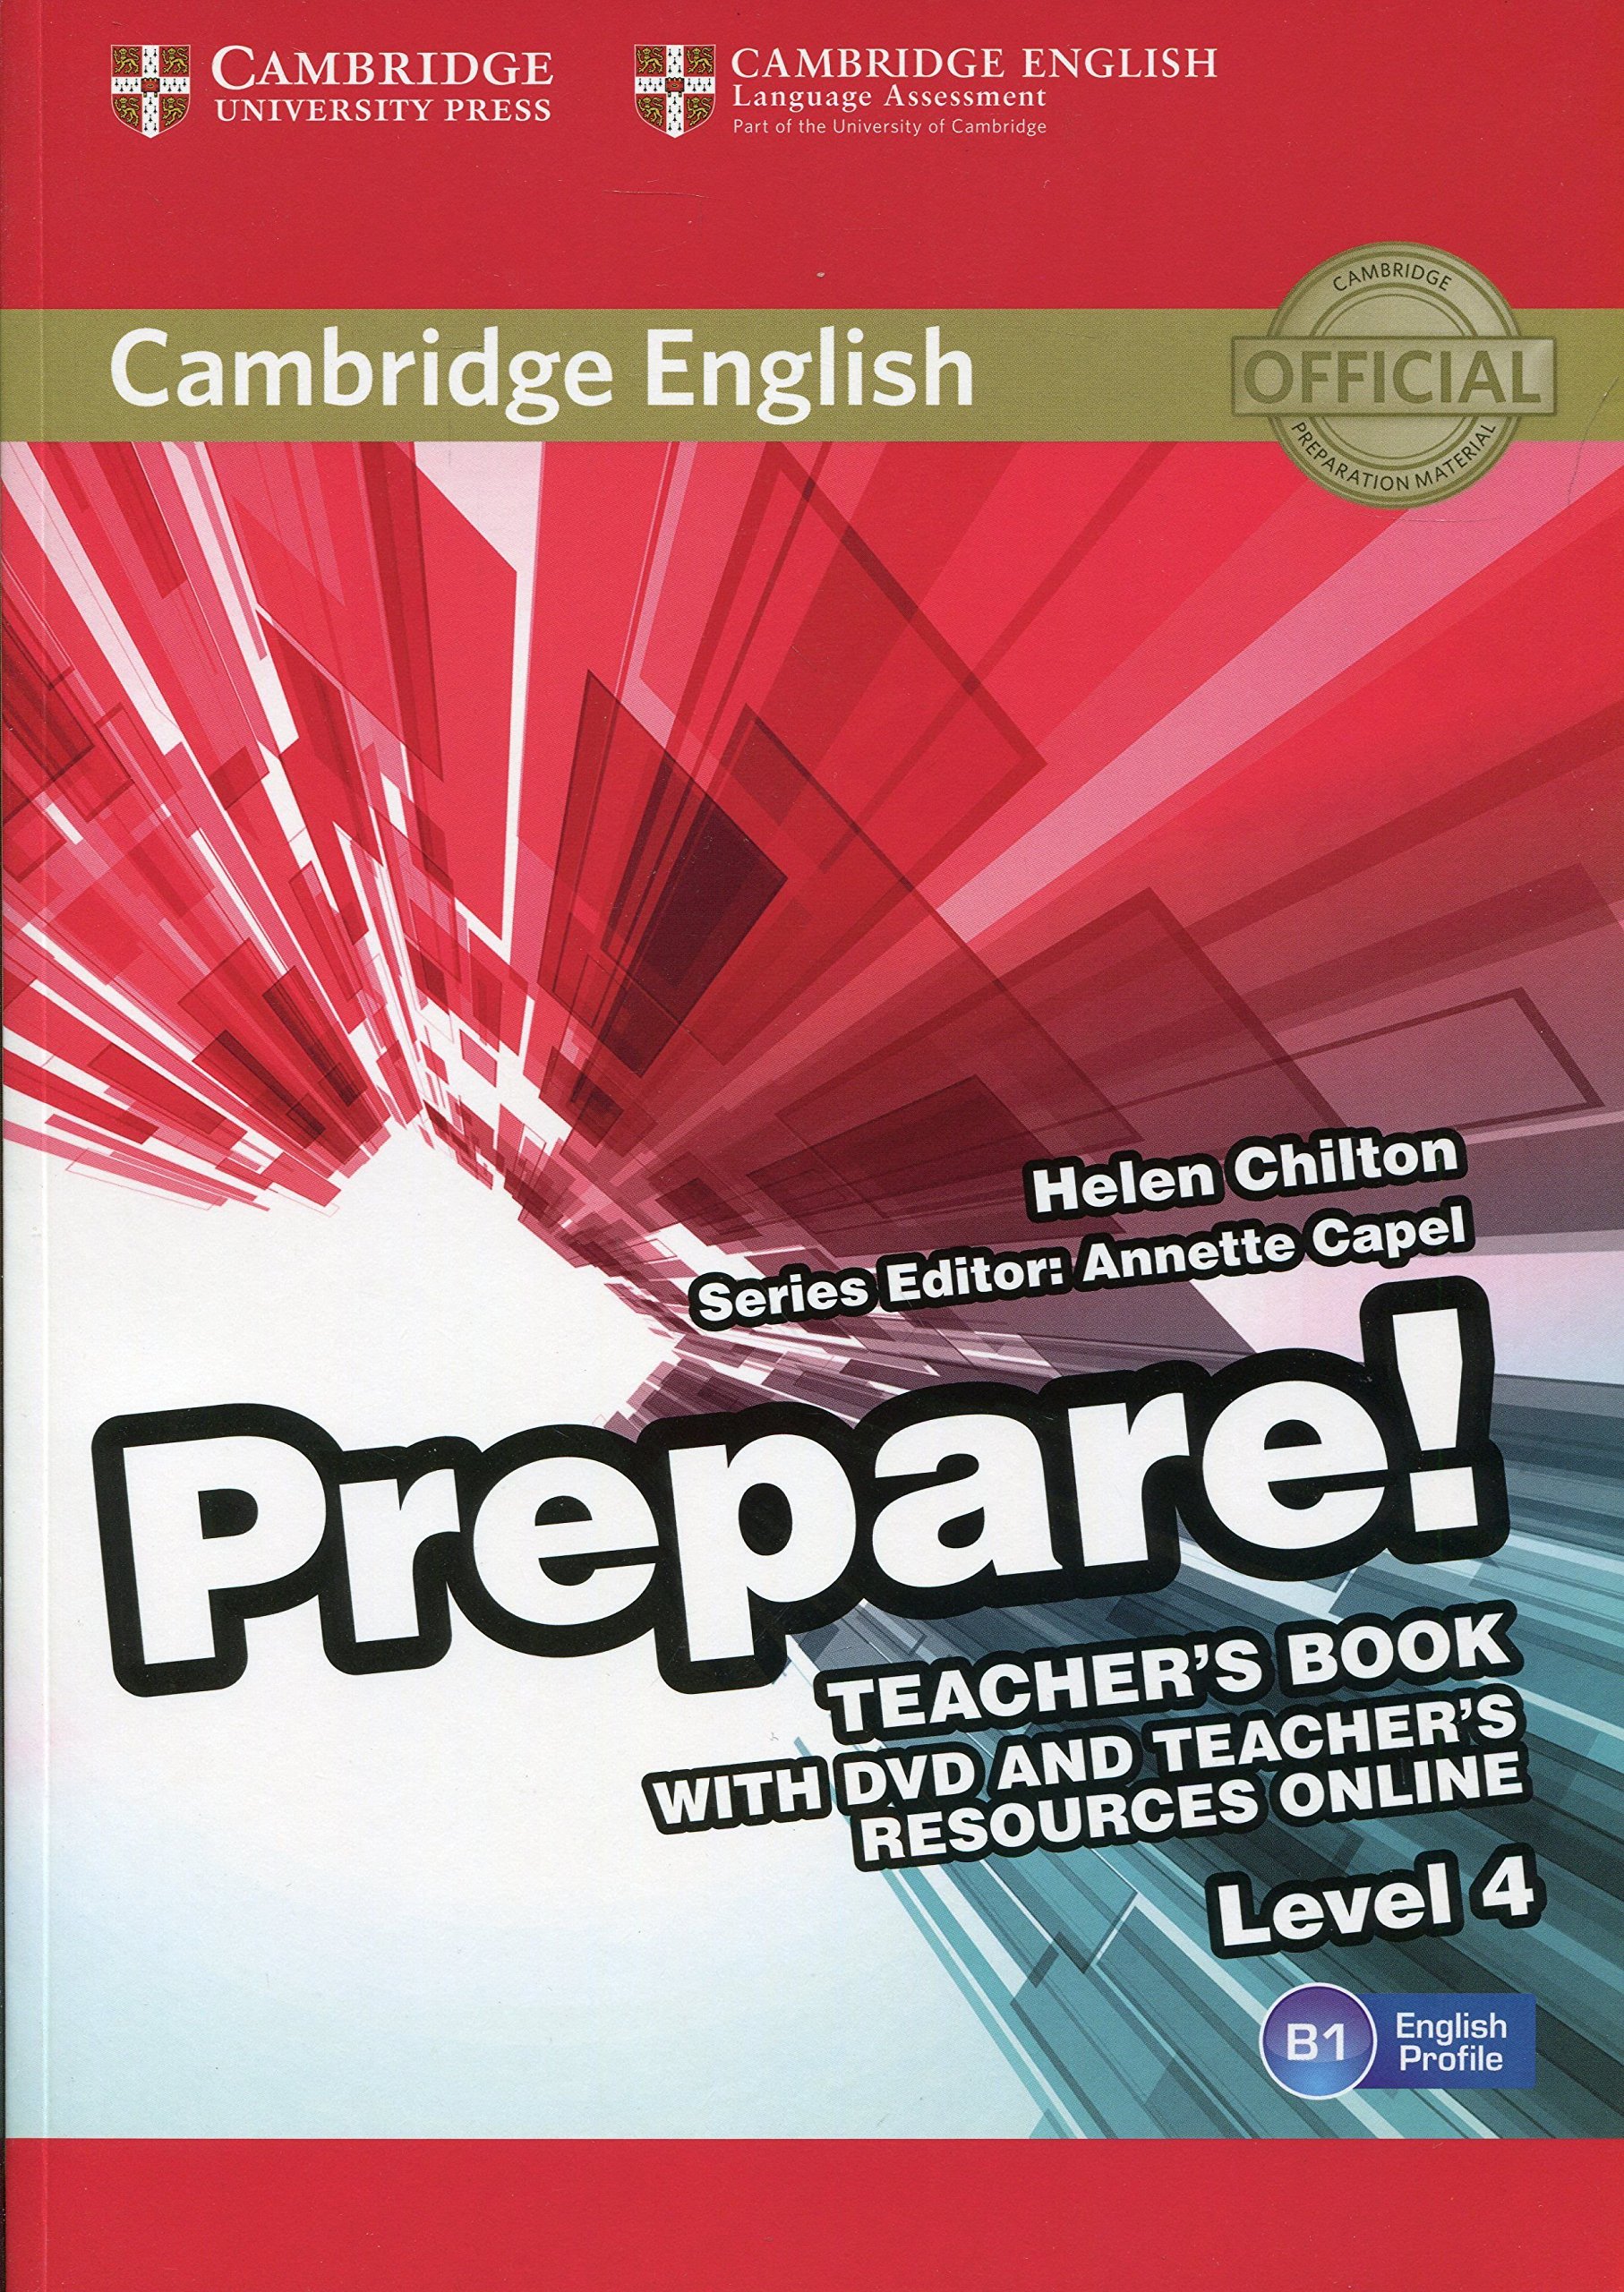 CAMBRIDGE
UNIVERSITY PRESS
CAMBRIDGE ENGLISH
Language Assessment
Part of the University of Cambridge
Cambridge English
CAMBRIDGE
OFFICIAL
PREPARATION MATERIAL
Helen Chilton
Series Editor: Annette Capel
Prepare!
TEACHER'S BOOK
WITH DVD AND TEACHER'S
RESOURCES ONLINE
Level 4
B1
English
Profile